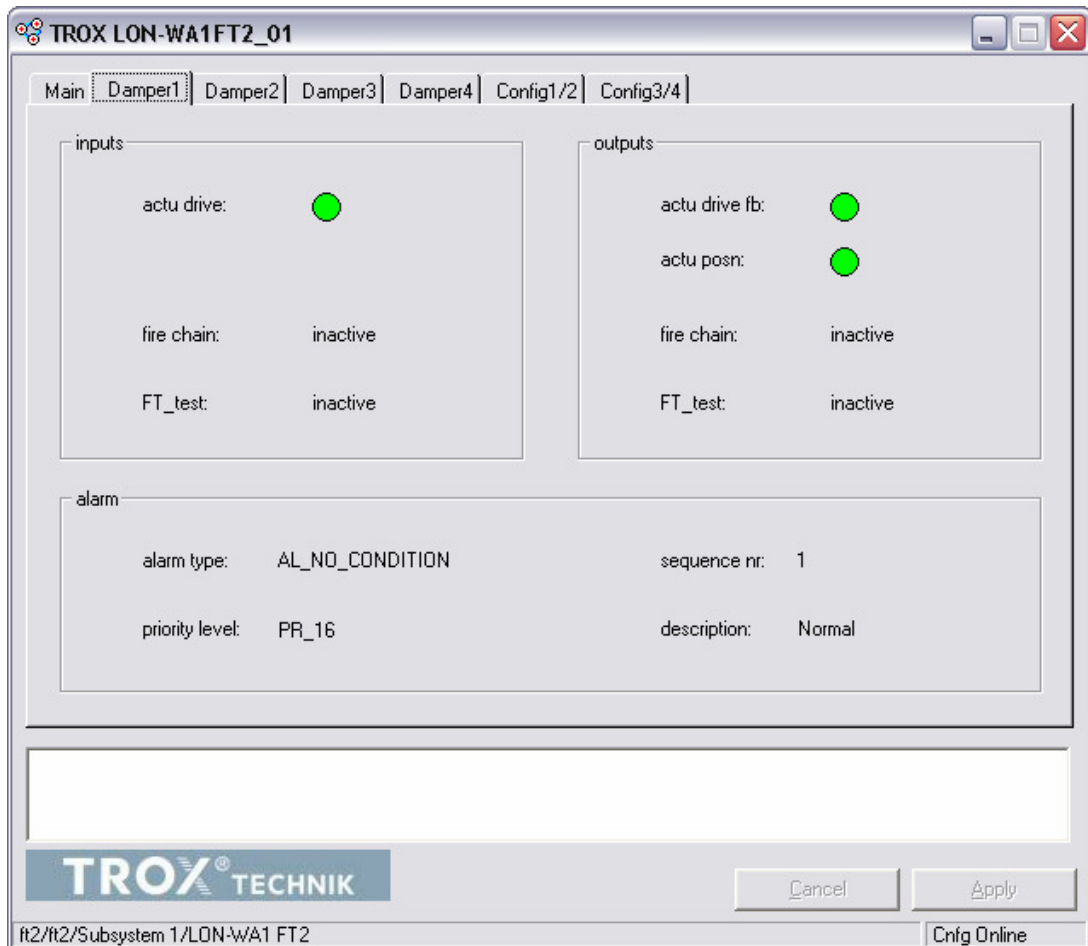 TROX LON-WA1FT2_01
Main Damper1 Damper2 Damper3 Damper4 Config1/2 Config3/4
inputs
actu drive:
fire chain: inactive
FT_test: inactive
outputs
actu drive fb:
actu posn:
fire chain: inactive
FT_test: inactive
alarm
alarm type: AL_NO_CONDITION
sequence nr: 1
priority level: PR_16
description: Normal
TROX® TECHNIK
Cancel
Apply
ft2/ft2/Subsystem 1/LON-WA1 FT2
Cnfg Online